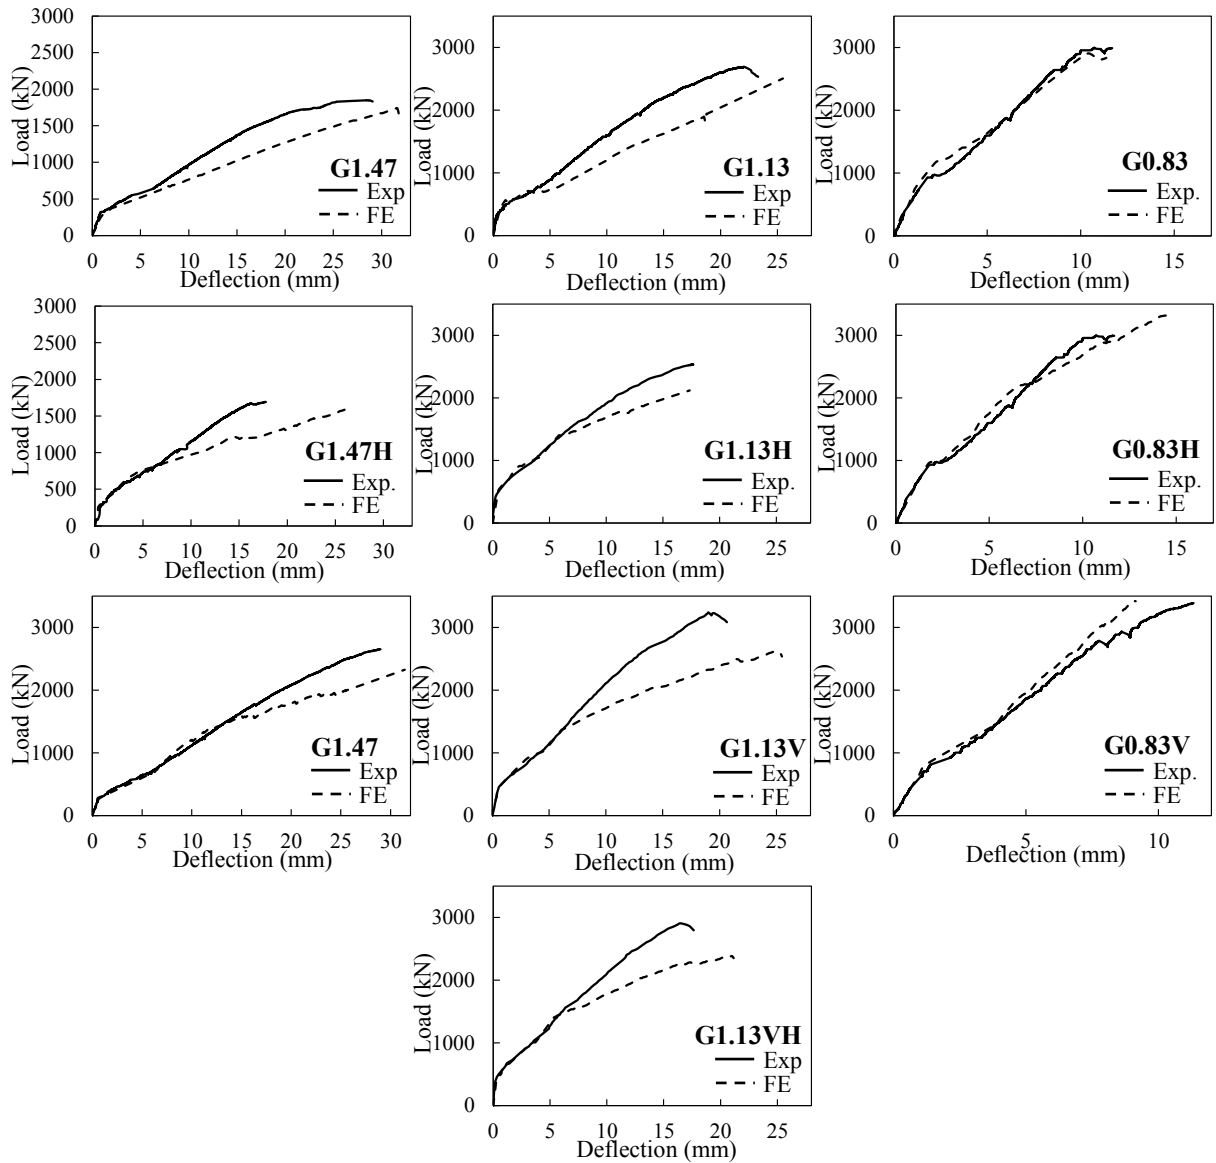 3000
2500
2000
1500
1000
500
0
Load (kN)
G1.47
Exp
FE
0 5 10 15 20 25 30
Deflection (mm)
3000
2000
1000
0
Load (kN)
G1.13
Exp
FE
0 5 10 15 20 25
Deflection (mm)
3000
2000
1000
0
Load (kN)
G0.83
Exp.
FE
0 5 10 15
Deflection (mm)
3000
2500
2000
1500
1000
500
0
Load (kN)
G1.47H
Exp.
FE
0 5 10 15 20 25 30
Deflection (mm)
3000
2000
1000
0
Load (kN)
G1.13H
Exp.
FE
0 5 10 15 20 25
Deflection (mm)
3000
2000
1000
0
Load (kN)
G0.83H
Exp.
FE
0 5 10 15
Deflection (mm)
3000
2000
1000
0
Load (kN)
G1.47
Exp
FE
0 5 10 15 20 25 30
Deflection (mm)
3000
2000
1000
0
Load (kN)
G1.13V
Exp
FE
0 5 10 15 20 25
Deflection (mm)
3000
2000
1000
0
Load (kN)
G0.83V
Exp.
FE
0 5 10
Deflection (mm)
3000
2000
1000
0
Load (kN)
G1.13VH
Exp
FE
0 5 10 15 20 25
Deflection (mm)